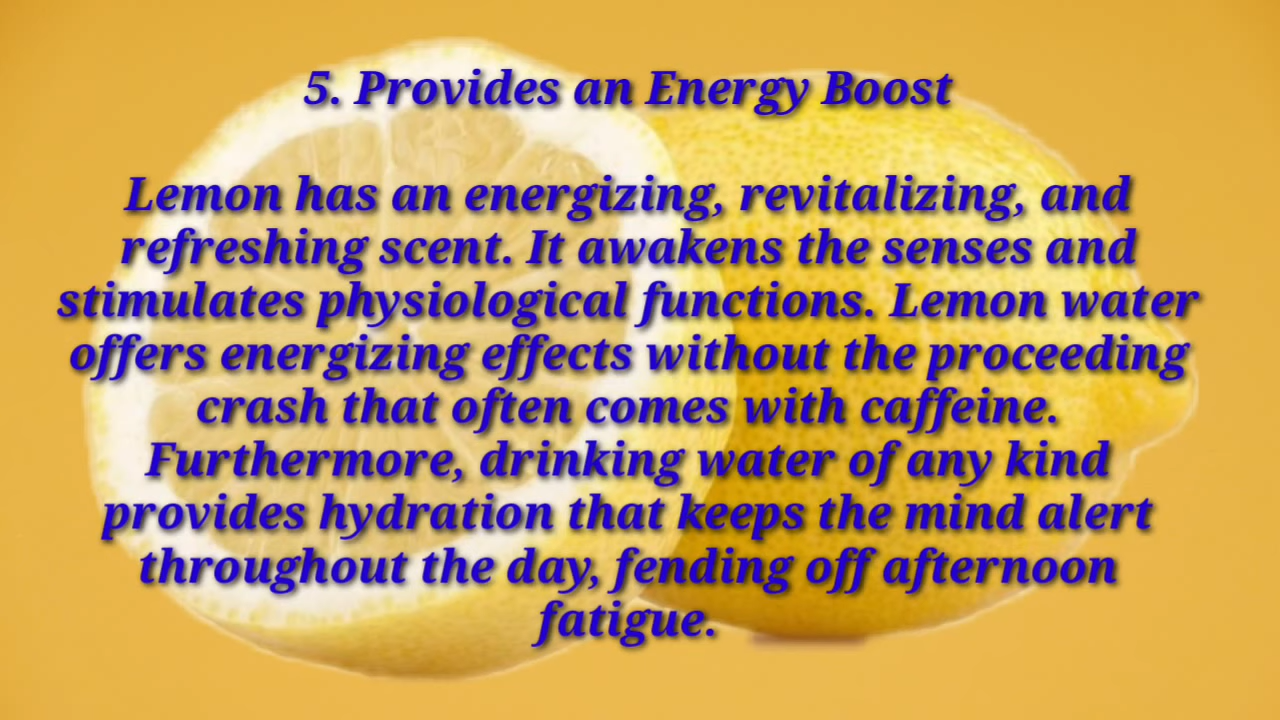 5. Provides an Energy Boost
Lemon has an energizing, revitalizing, and
refreshing scent. It awakens the senses and
stimulates physiological functions. Lemon water
offers energizing effects without the proceeding
crash that often comes with caffeine.
Furthermore, drinking water of any kind
provides hydration that keeps the mind alert
throughout the day, fending off afternoon
fatigue.